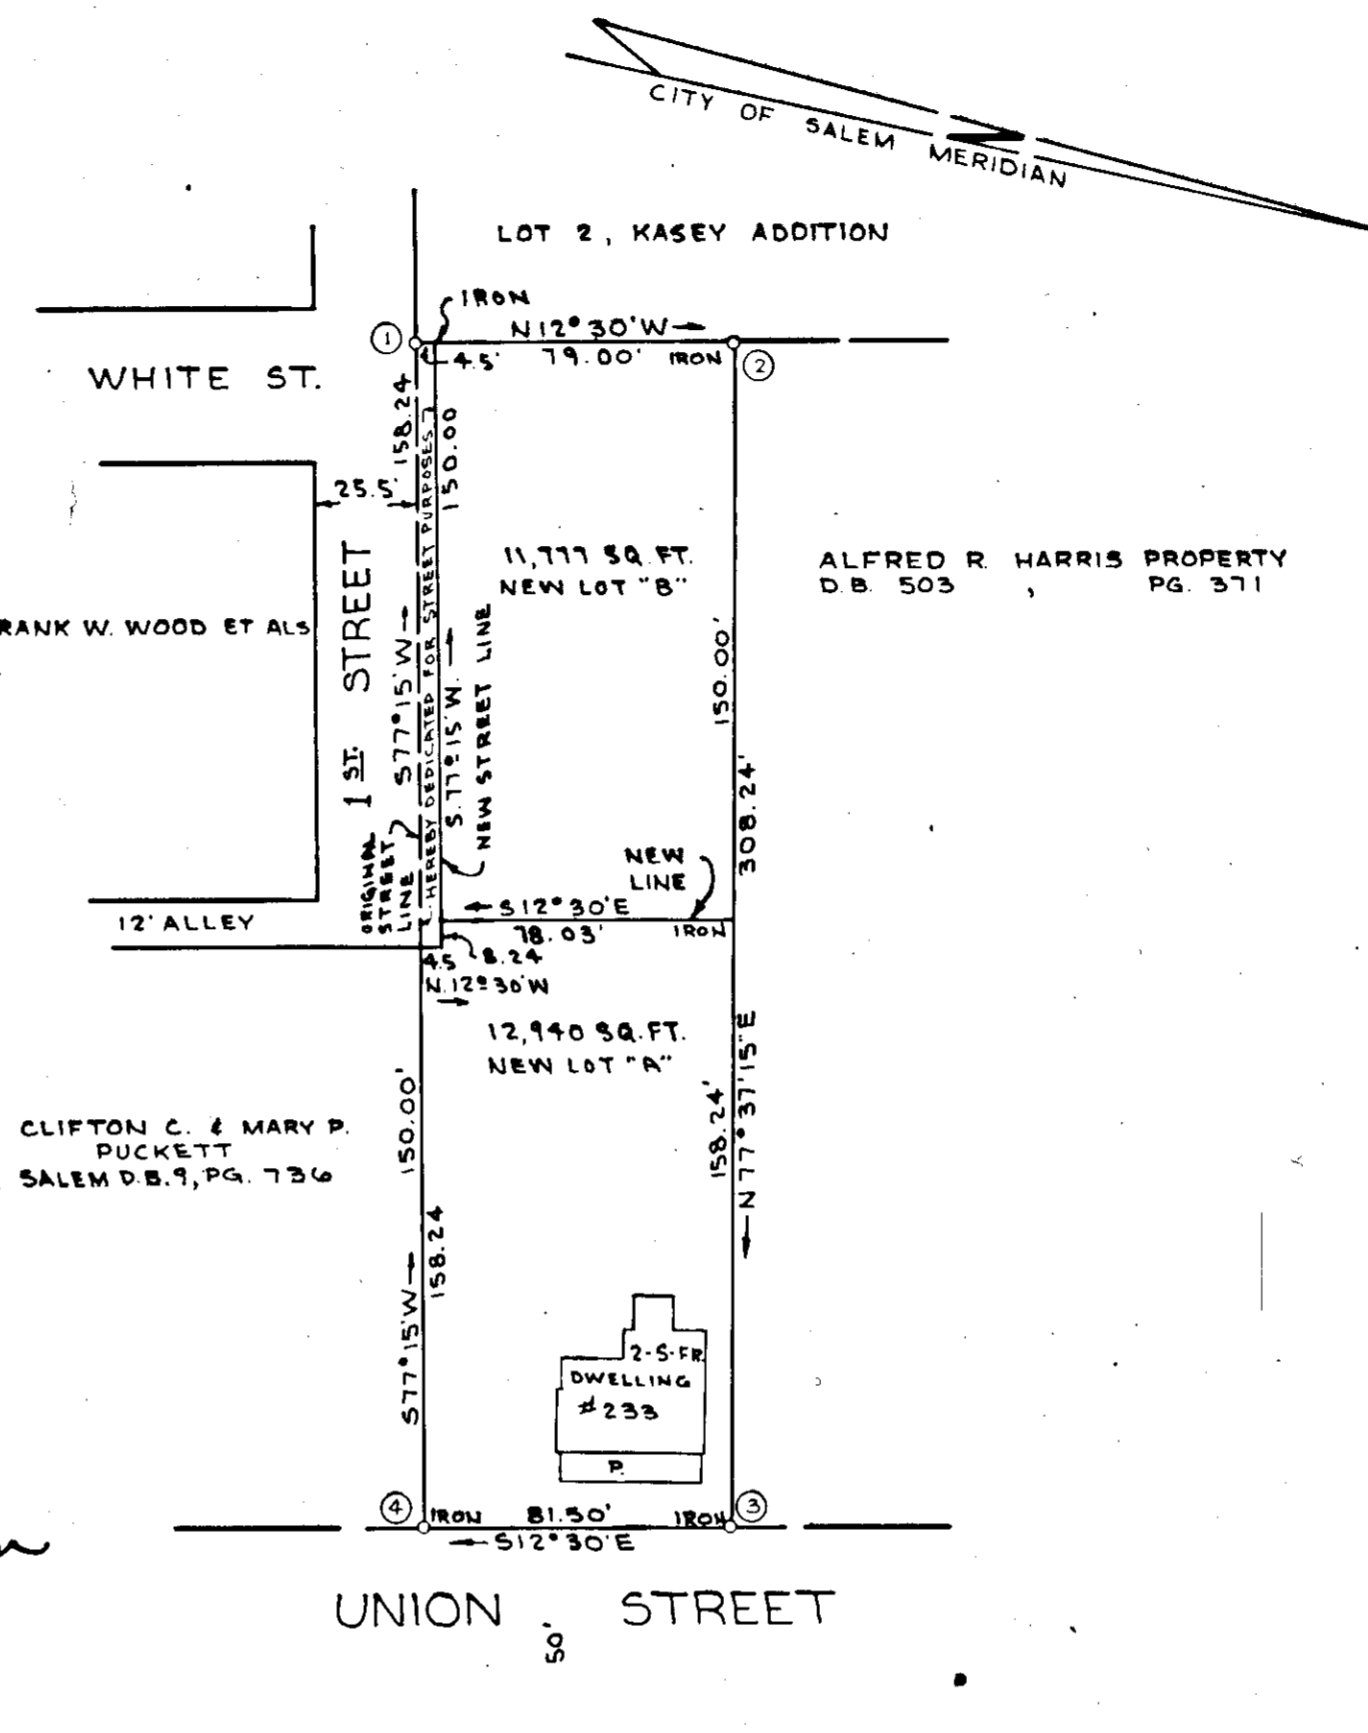 CITY OF SALEM MERIDIAN
LOT 2, KASEY ADDITION
IRON
N12°30'W
1
4.5'
79.00'
IRON
2
WHITE ST.
158.24
150.00
25.5'
HEREBY DEDICATED FOR STREET PURPOSES
1ST. STREET
S77°15'W
S.77°15'W.
NEW STREET LINE
ORIGINAL
STREET
LINE
11,777 SQ.FT.
NEW LOT "B"
ALFRED R. HARRIS PROPERTY
D.B. 503, PG. 371
RANK W. WOOD ET ALS
150.00'
308.24'
NEW
LINE
S12°30'E
78.03'
IRON
12' ALLEY
4.5
8.24
N.12°30'W
12,940 SQ.FT.
NEW LOT "A"
CLIFTON C. & MARY P.
PUCKETT
SALEM D.B.9, PG. 736
150.00'
158.24
S77°15'W
158.24'
N77°37'15"E
2-S-FR.
DWELLING
#233
P.
4
IRON
81.50'
IRON
3
S12°30'E
UNION STREET
50'